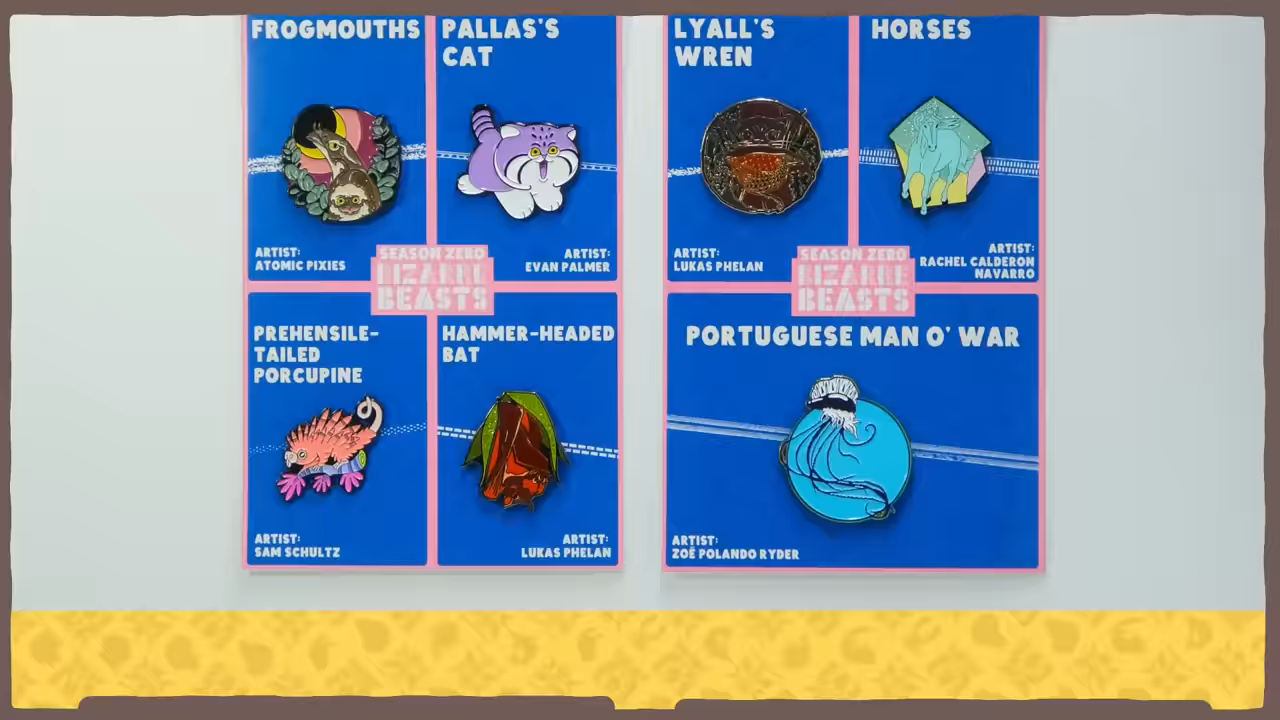 FROGMOUTHS
PALLAS'S
CAT
ARTIST:
ATOMIC PIXIES
ARTIST:
EVAN PALMER
SEASON ZERO
BIZARRE
BEASTS
PREHENSILE-
TAILED
PORCUPINE
HAMMER-HEADED
BAT
ARTIST:
SAM SCHULTZ
ARTIST:
LUKAS PHELAN
LYALL'S
WREN
HORSES
ARTIST:
LUKAS PHELAN
ARTIST:
RACHEL CALDERON
NAVARRO
SEASON ZERO
BIZARRE
BEASTS
PORTUGUESE MAN O' WAR
ARTIST:
ZOË POLANDO RYDER